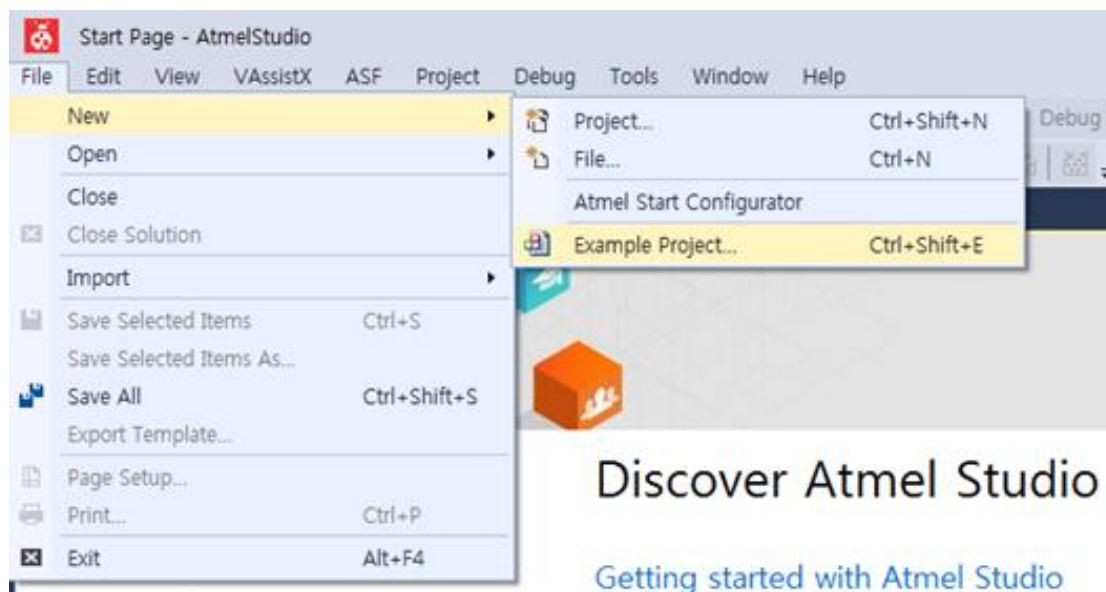 Start Page - AtmelStudio
File Edit View VAssistX ASF Project Debug Tools Window Help
New
Open
Close
Close Solution
Import
Save Selected Items Ctrl+S
Save Selected Items As...
Save All Ctrl+Shift+S
Export Template...
Page Setup...
Print... Ctrl+P
Exit Alt+F4
Project... Ctrl+Shift+N
File... Ctrl+N
Atmel Start Configurator
Example Project... Ctrl+Shift+E
Debug
Discover Atmel Studio
Getting started with Atmel Studio